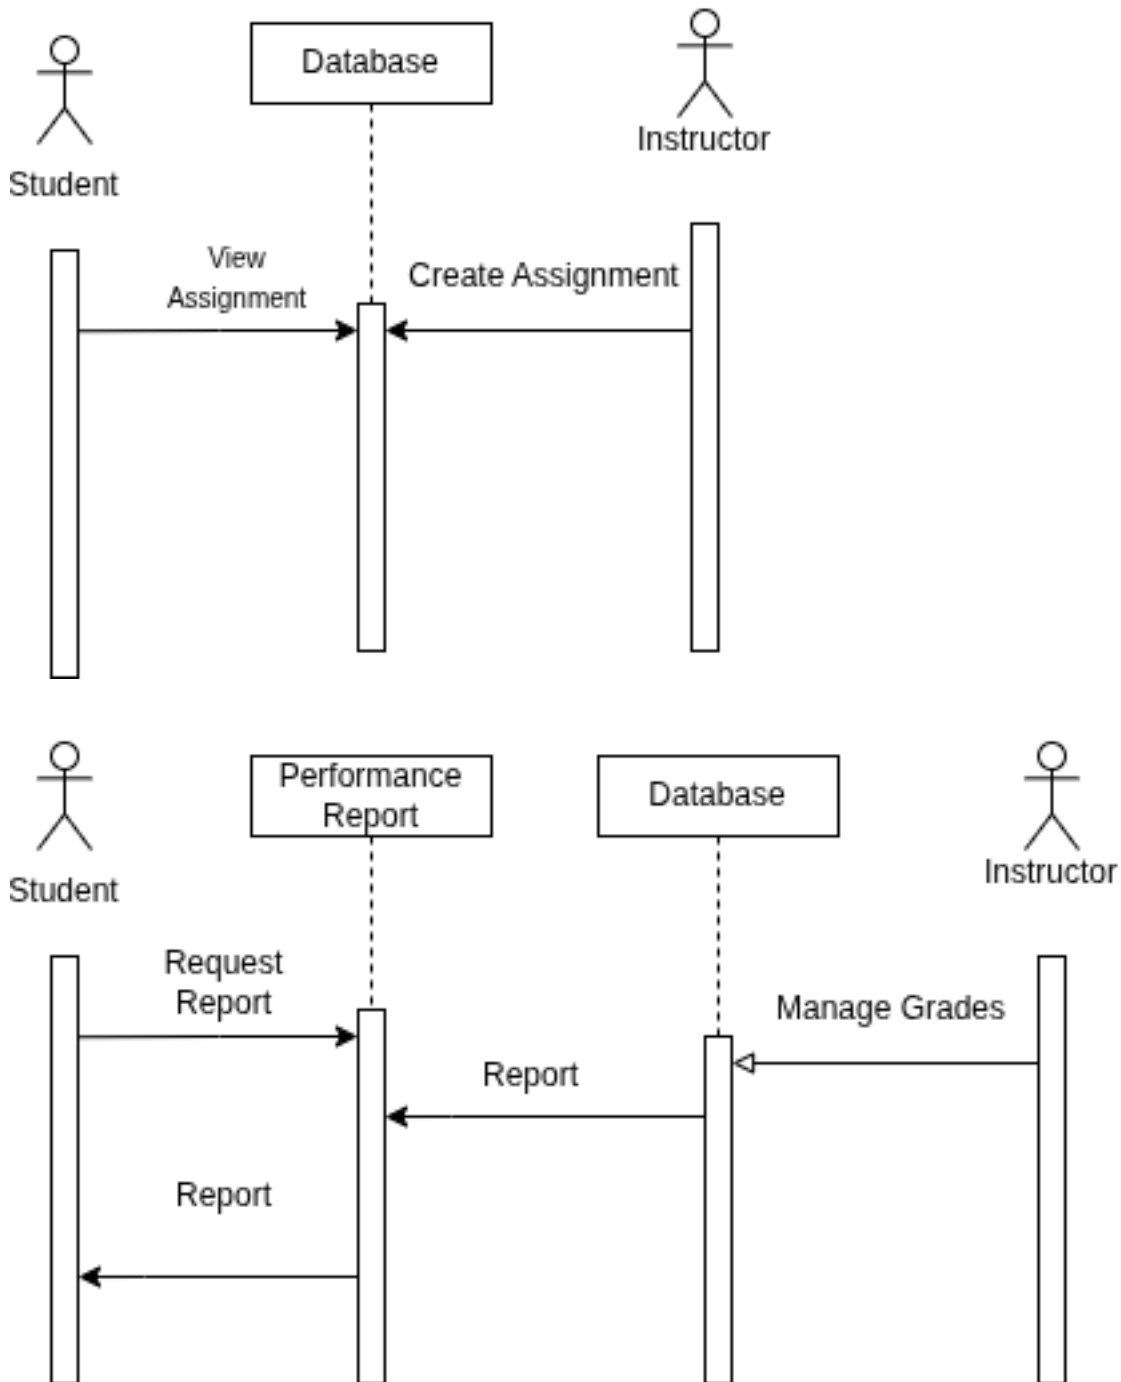 Database
Instructor
Student
View
Assignment
Create Assignment
Performance
Report
Database
Instructor
Student
Request
Report
Manage Grades
Report
Report